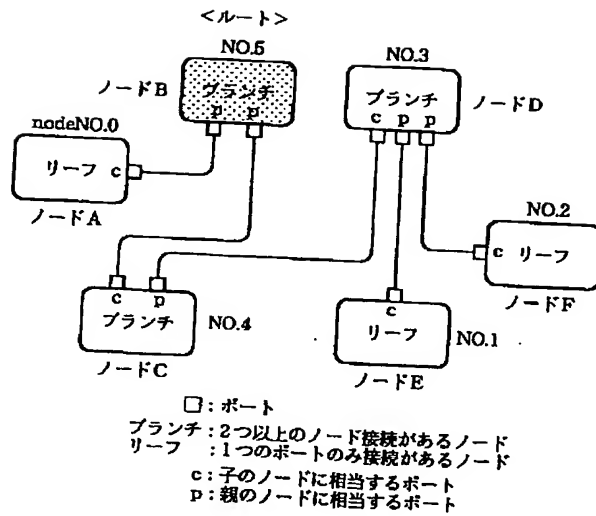 <ルート>
NO.5
NO.3
ノードB
ブランチ
p p
ブランチ
c p p
ノードD
nodeNO.0
リーフ c
ノードA
NO.2
c リーフ
ノードF
c p
ブランチ
NO.4
ノードC
c
リーフ
NO.1
ノードE
□:ポート
ブランチ:2つ以上のノード接続があるノード
リーフ :1つのポートのみ接続があるノード
c:子のノードに相当するポート
p:親のノードに相当するポート